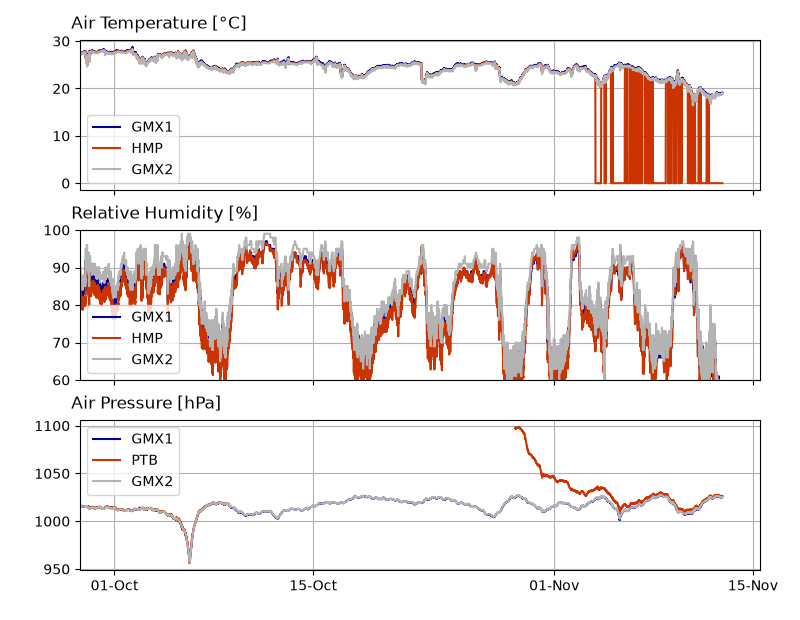 Air Temperature [°C]
30
20
10
0
GMX1
HMP
GMX2
Relative Humidity [%]
100
90
80
70
60
GMX1
HMP
GMX2
Air Pressure [hPa]
1100
1050
1000
950
GMX1
PTB
GMX2
01-Oct
15-Oct
01-Nov
15-Nov